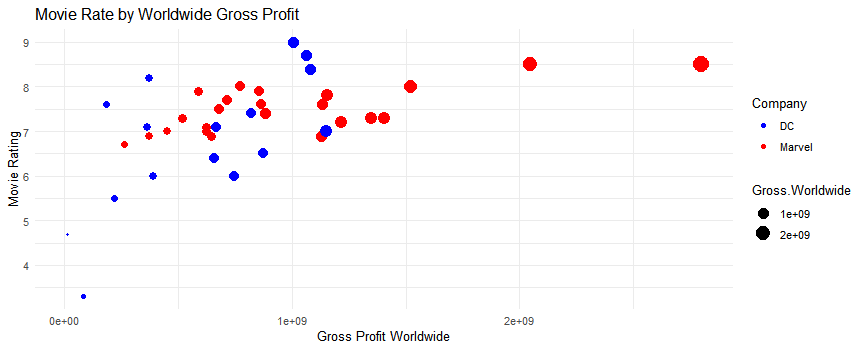 Movie Rate by Worldwide Gross Profit
9
8
7
6
5
4
Movie Rating
0e+00
1e+09
2e+09
Gross Profit Worldwide
Company
DC
Marvel
Gross.Worldwide
1e+09
2e+09